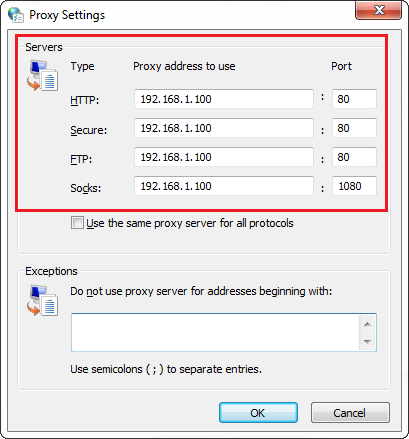 Proxy Settings
Servers
Type Proxy address to use Port
HTTP: 192.168.1.100 : 80
Secure: 192.168.1.100 : 80
FTP: 192.168.1.100 : 80
Socks: 192.168.1.100 : 1080
Use the same proxy server for all protocols
Exceptions
Do not use proxy server for addresses beginning with:
Use semicolons ( ; ) to separate entries.
OK Cancel